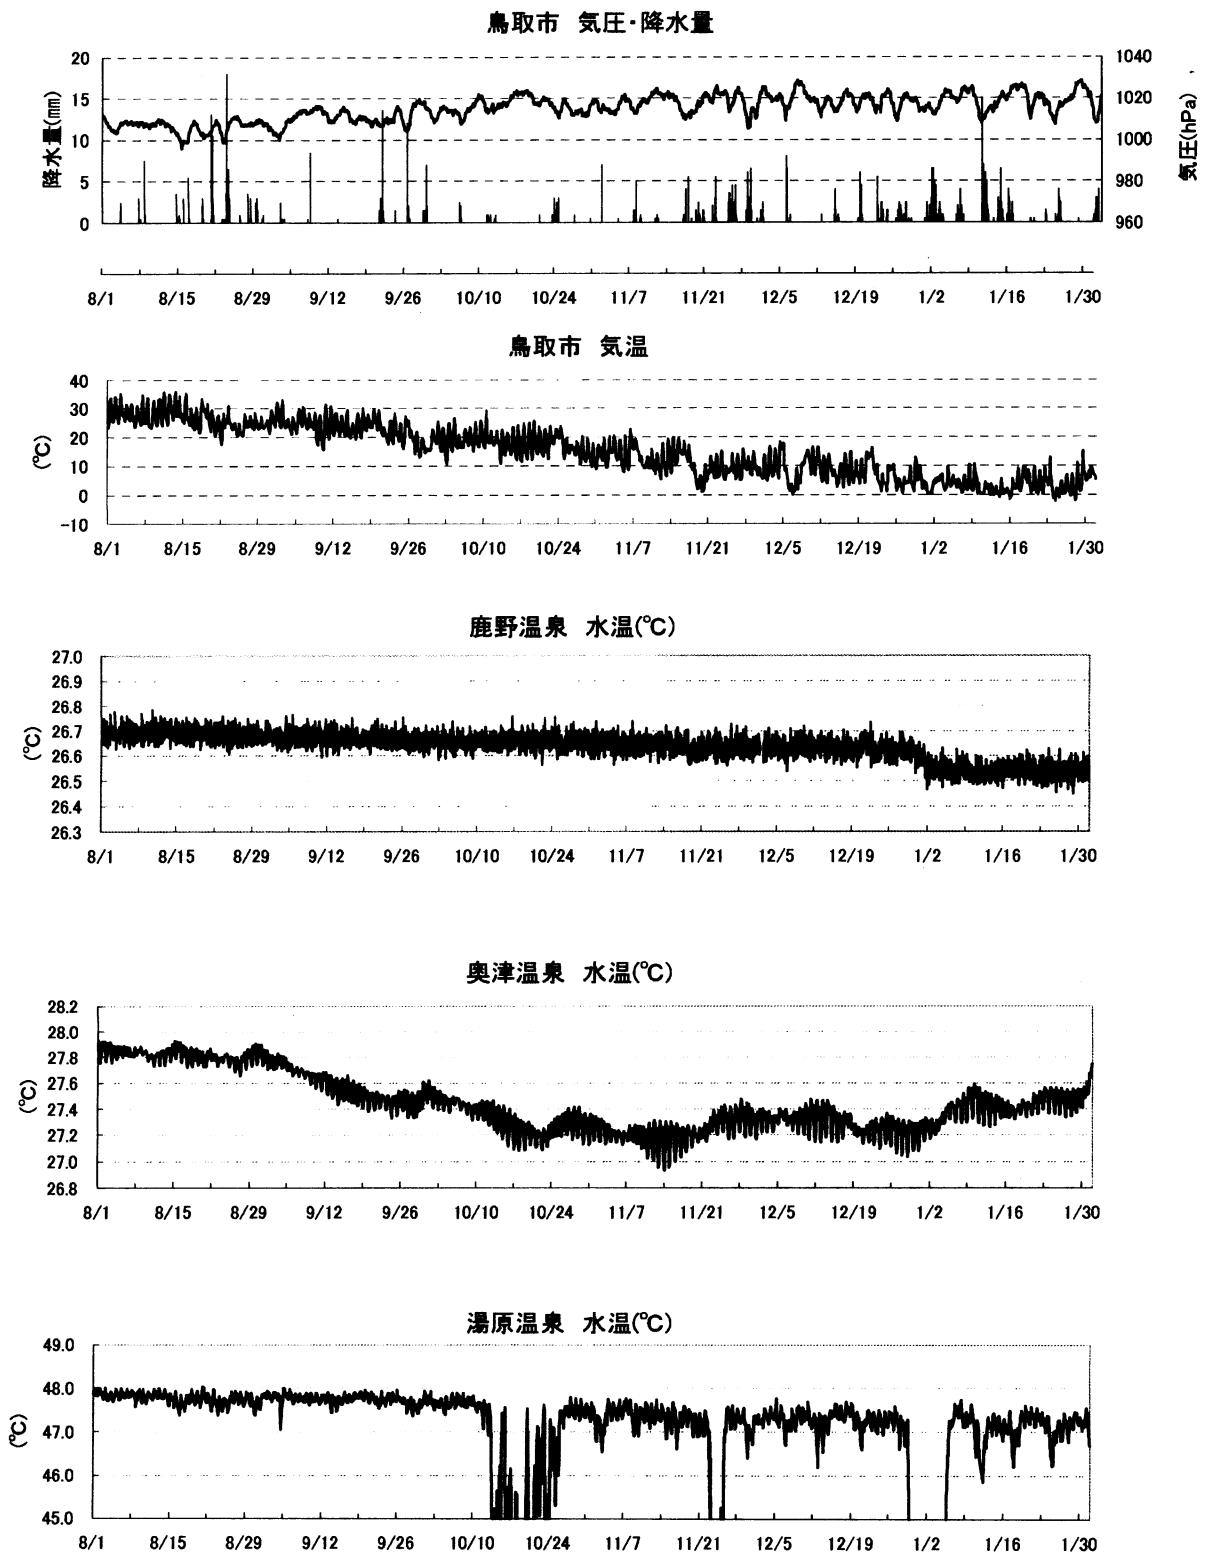 鳥取市 気圧・降水量
20 15 10 5 0
降水量(mm)
1040 1020 1000 980 960
気圧(hPa)
8/1 8/15 8/29 9/12 9/26 10/10 10/24 11/7 11/21 12/5 12/19 1/2 1/16 1/30
鳥取市 気温
40 30 20 10 0 -10
(℃)
8/1 8/15 8/29 9/12 9/26 10/10 10/24 11/7 11/21 12/5 12/19 1/2 1/16 1/30
鹿野温泉 水温(℃)
27.0 26.9 26.8 26.7 26.6 26.5 26.4 26.3
(℃)
8/1 8/15 8/29 9/12 9/26 10/10 10/24 11/7 11/21 12/5 12/19 1/2 1/16 1/30
奥津温泉 水温(℃)
28.2 28.0 27.8 27.6 27.4 27.2 27.0 26.8
(℃)
8/1 8/15 8/29 9/12 9/26 10/10 10/24 11/7 11/21 12/5 12/19 1/2 1/16 1/30
湯原温泉 水温(℃)
49.0 48.0 47.0 46.0 45.0
(℃)
8/1 8/15 8/29 9/12 9/26 10/10 10/24 11/7 11/21 12/5 12/19 1/2 1/16 1/30